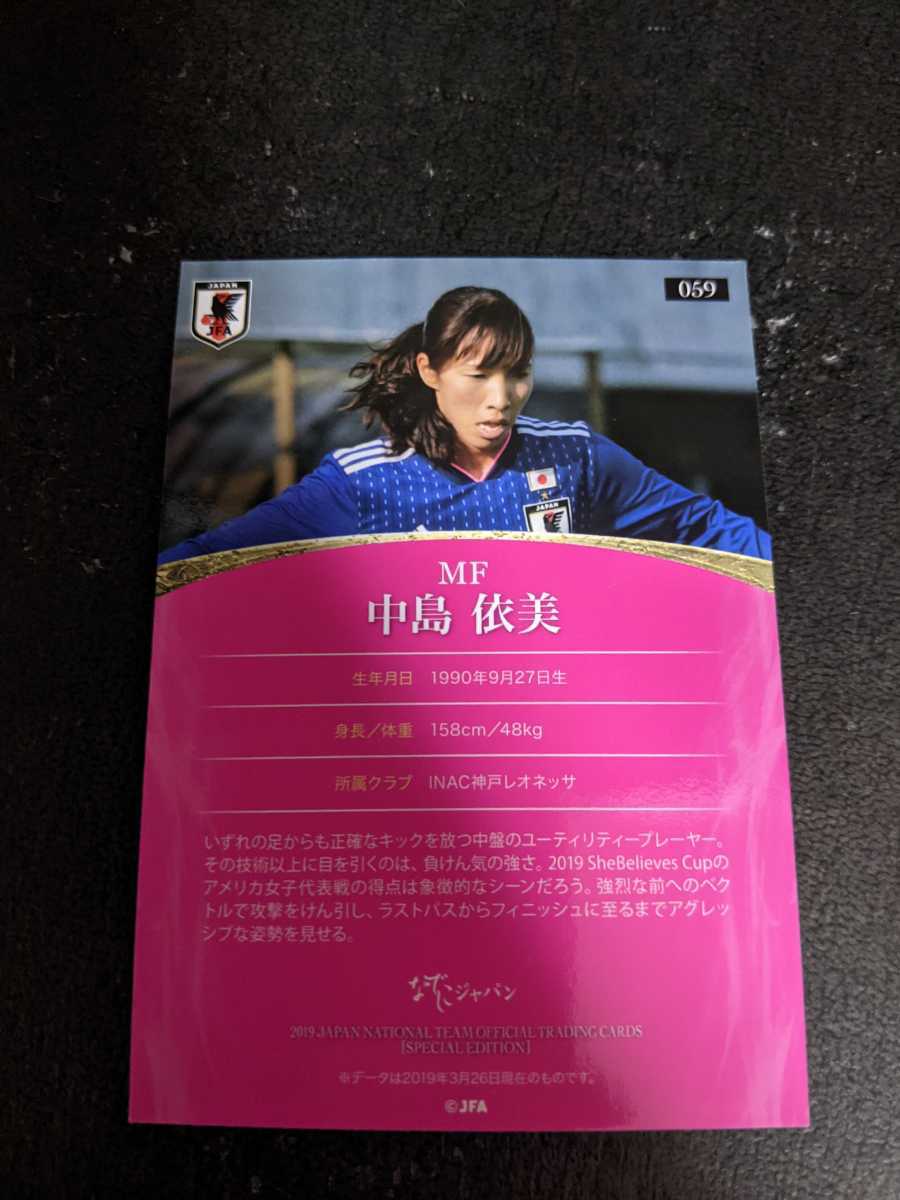 JAPAN
JFA
059
JAPAN
MF
中島 依美
生年月日 1990年9月27日生
身長／体重 158cm／48kg
所属クラブ INAC神戸レオネッサ
いずれの足からも正確なキックを放つ中盤のユーティリティープレーヤー。
その技術以上に目を引くのは、負けん気の強さ。2019 SheBelieves Cupの
アメリカ女子代表戦の得点は象徴的なシーンだろう。強烈な前へのベク
トルで攻撃をけん引し、ラストパスからフィニッシュに至るまでアグレッ
シブな姿勢を見せる。
なでしこジャパン
2019 JAPAN NATIONAL TEAM OFFICIAL TRADING CARDS
[SPECIAL EDITION]
※データは2019年3月26日現在のものです。
©JFA